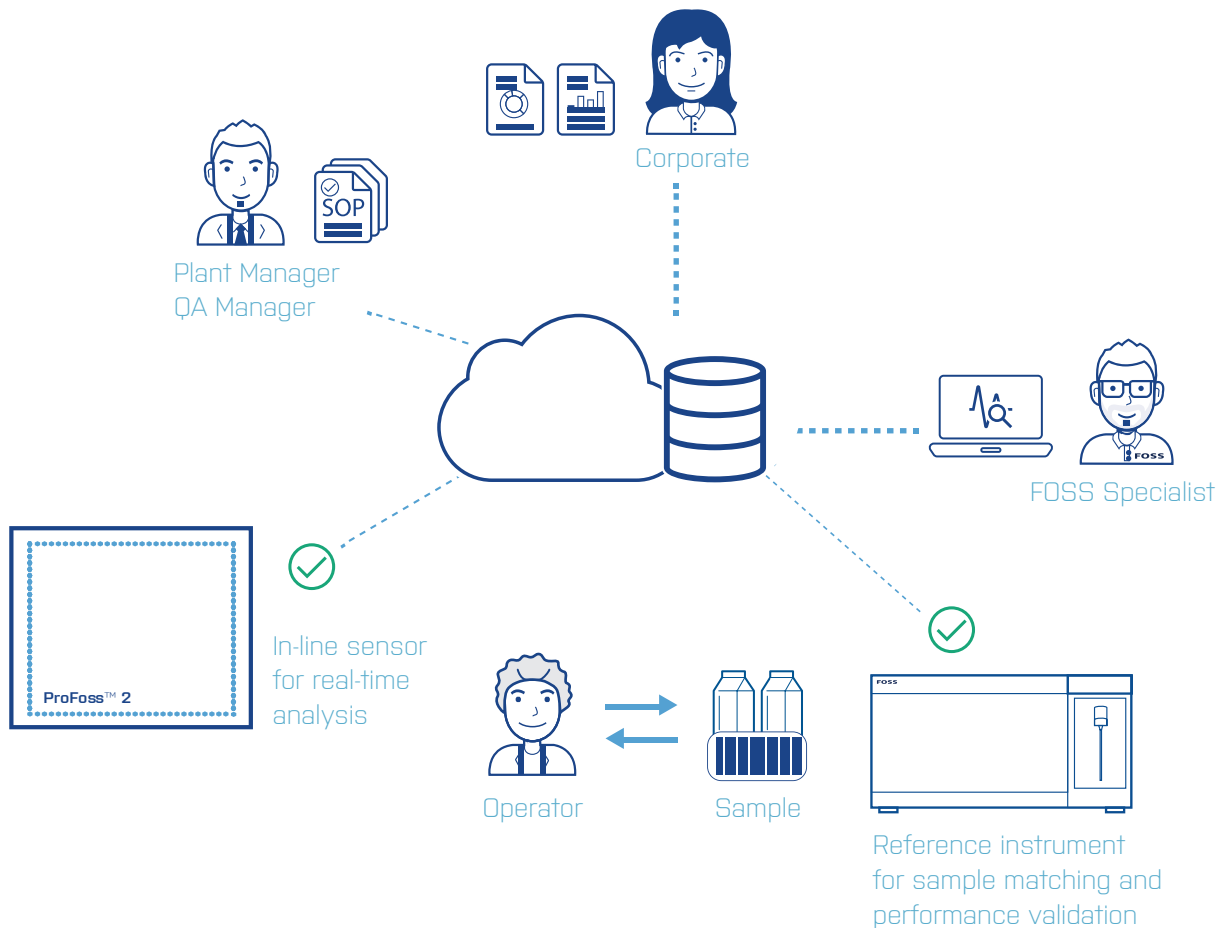 Corporate
SOP
Plant Manager
QA Manager
FOSS
FOSS Specialist
ProFoss™ 2
In-line sensor
for real-time
analysis
Operator
Sample
FOSS
Reference instrument
for sample matching and
performance validation